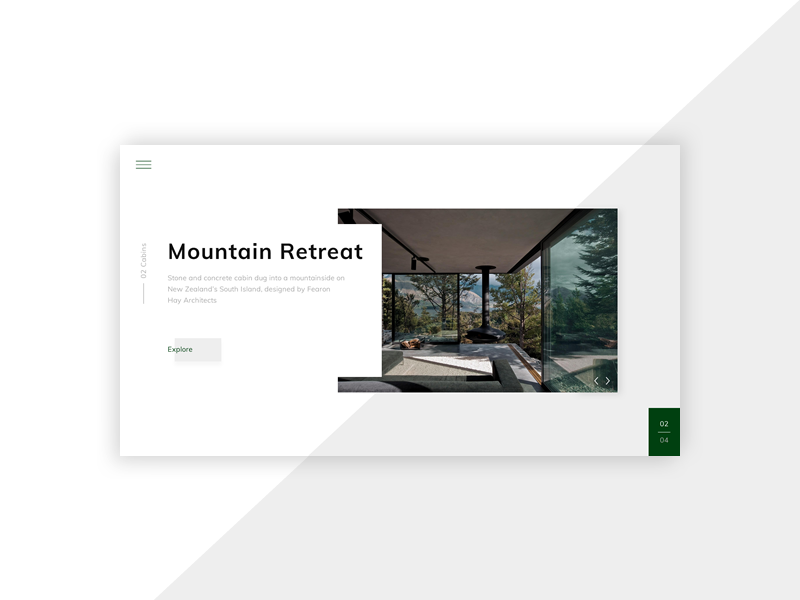 02 Cabins
Mountain Retreat
Stone and concrete cabin dug into a mountainside on
New Zealand's South Island, designed by Fearon
Hay Architects
Explore
02
04